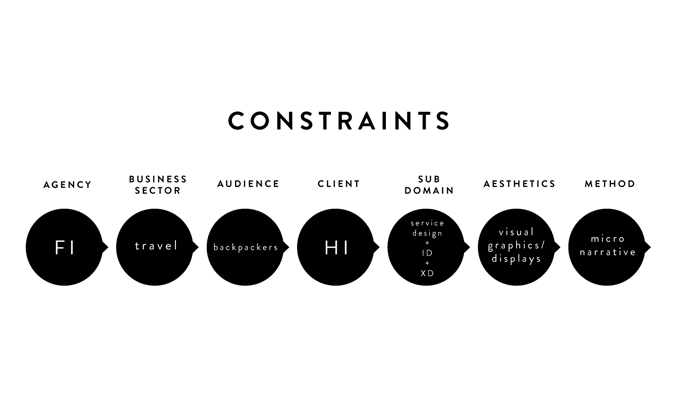 CONSTRAINTS
AGENCY
BUSINESS
SECTOR
AUDIENCE
CLIENT
SUB
DOMAIN
AESTHETICS
METHOD
FI
travel
backpackers
HI
service
design
+
ID
+
XD
visual
graphics/
displays
micro
narrative